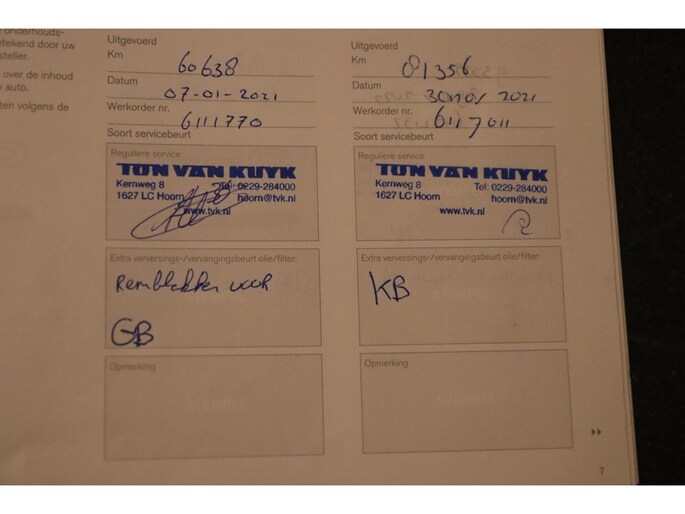 onderhouds-
tekend door uw
steller.
over de inhoud
auto.
ten volgens de
Uitgevoerd
Km 60638
Datum 07-01-2021
Werkorder nr. 6111770
Soort servicebeurt
Reguliere service
TON VAN KUYK
Kernweg 8 Tel: 0229-284000
1627 LC Hoorn hoorn@tvk.nl
www.tvk.nl
Extra verversings-/vervangingsbeurt olie/filter:
Remblokken voor
GB
Opmerking
Uitgevoerd
Km 81356
Datum 2021
Werkorder nr. 6117011
Soort servicebeurt
Reguliere service
TON VAN KUYK
Kernweg 8 Tel: 0229-284000
1627 LC Hoorn hoorn@tvk.nl
www.tvk.nl
Extra verversings-/vervangingsbeurt olie/filter:
KB
Opmerking
7